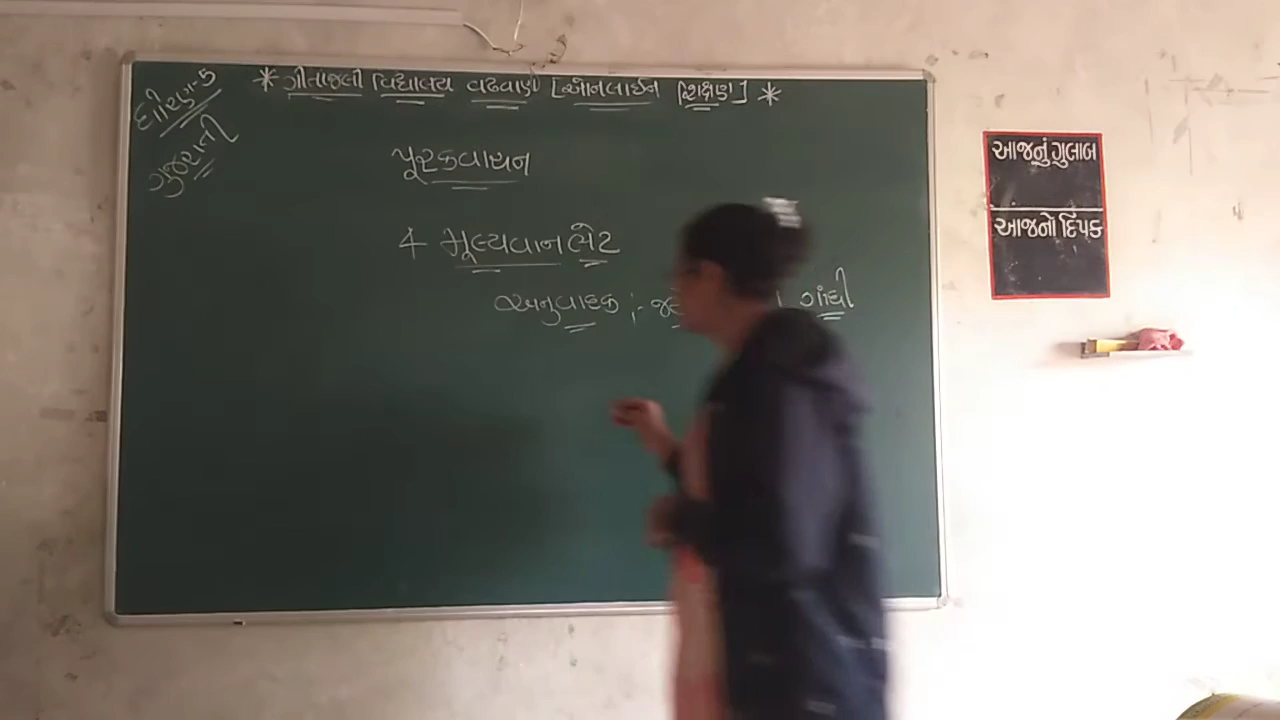 * ગીતાજલી વિદ્યાલય વઢવાણ [ઓનલાઈન શિક્ષણ] *
ધોરણ-5
ગુજરાતી
પૂરકવાચન
4 મૂલ્યવાન ભેટ
અનુવાદક :- ગાંધી
આજનું ગુલાબ
આજનો દિપક